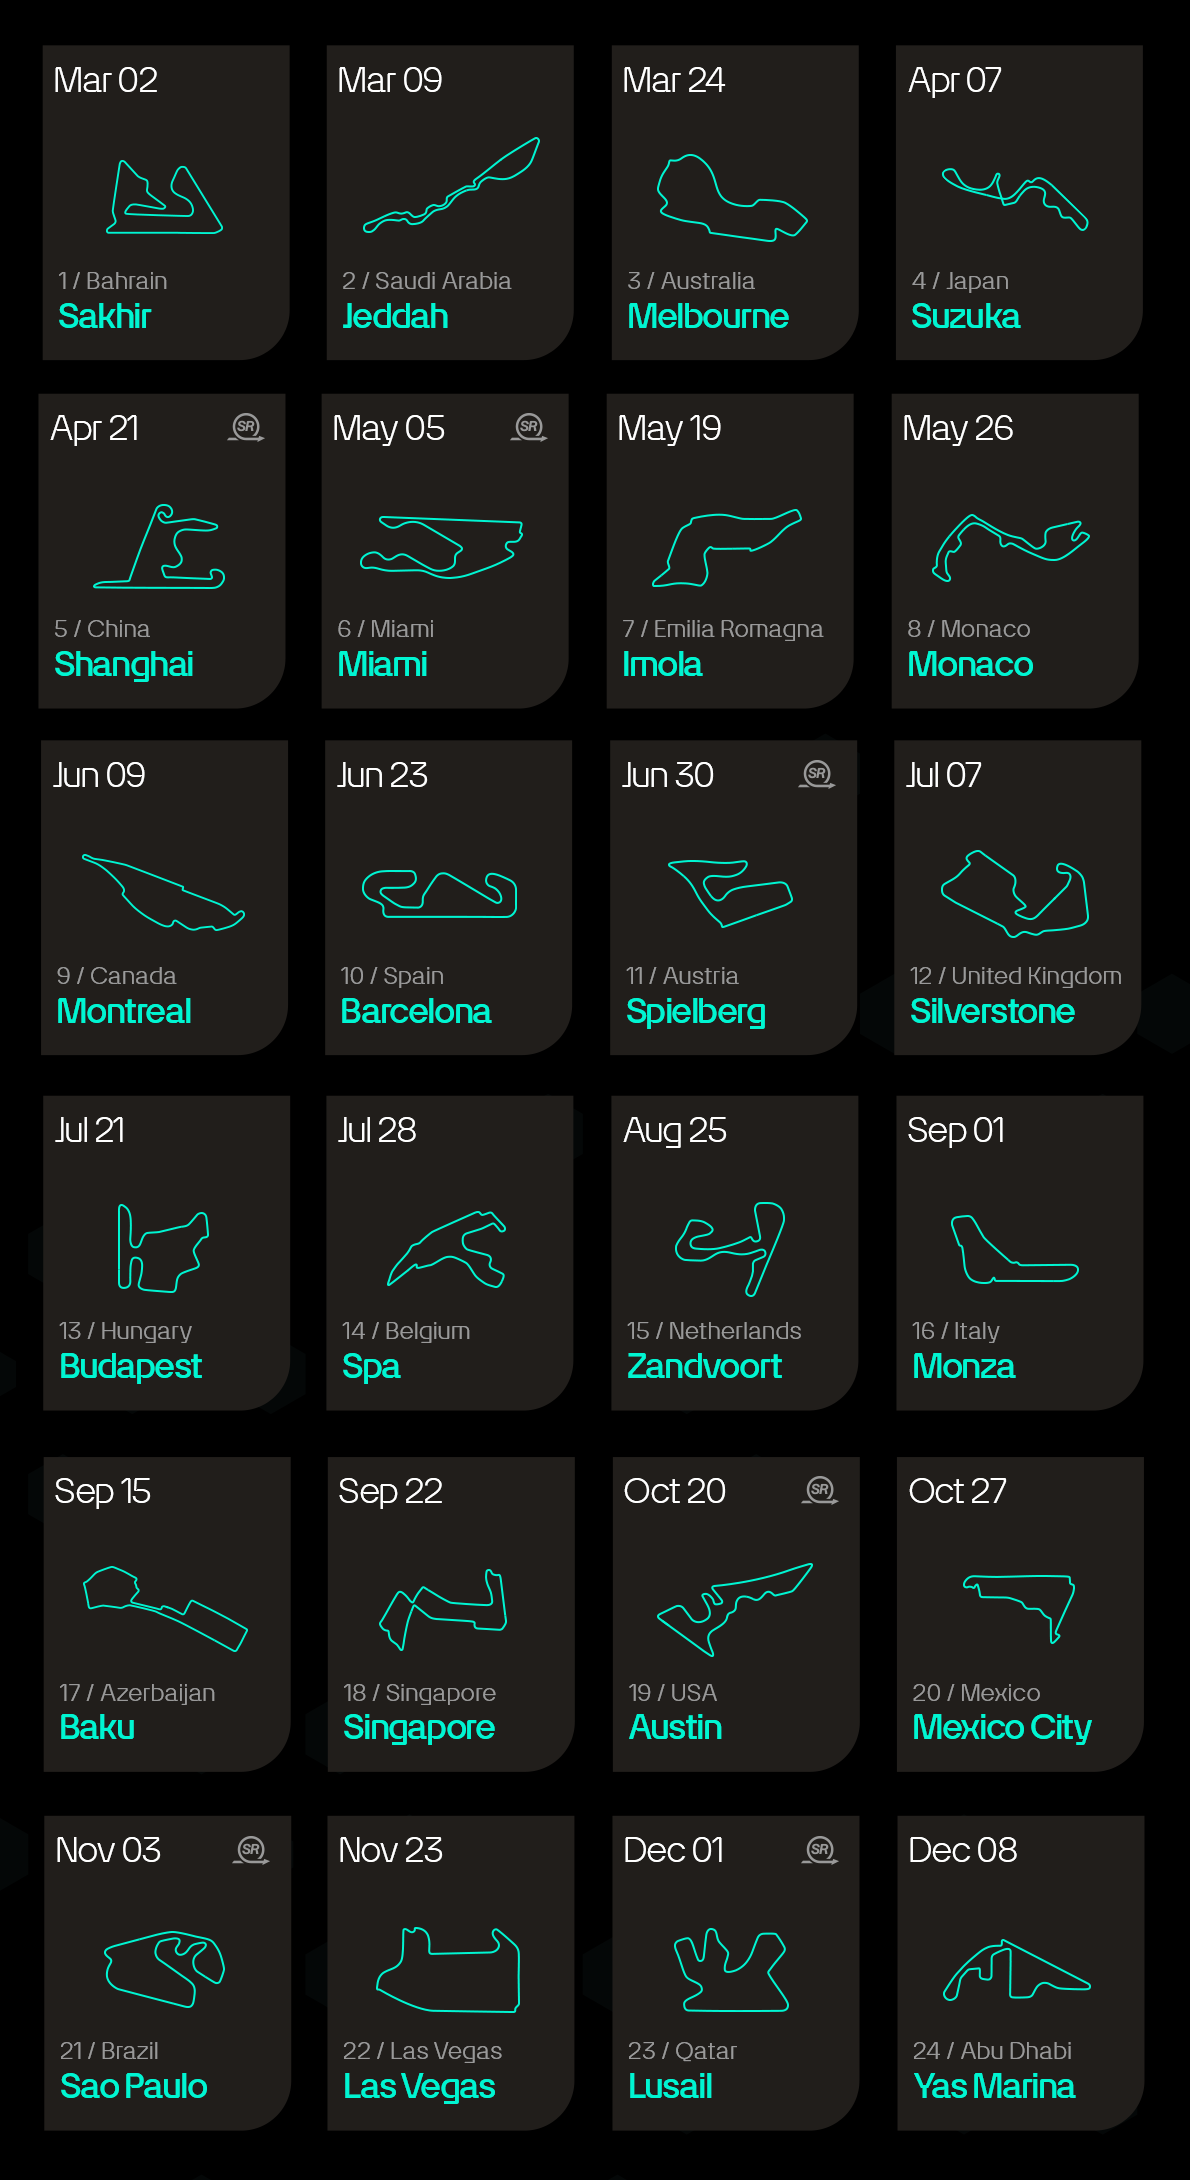 Mar 02
1 / Bahrain
Sakhir
Mar 09
2 / Saudi Arabia
Jeddah
Mar 24
3 / Australia
Melbourne
Apr 07
4 / Japan
Suzuka
Apr 21
SR
5 / China
Shanghai
May 05
SR
6 / Miami
Miami
May 19
7 / Emilia Romagna
Imola
May 26
8 / Monaco
Monaco
Jun 09
9 / Canada
Montreal
Jun 23
10 / Spain
Barcelona
Jun 30
SR
11 / Austria
Spielberg
Jul 07
12 / United Kingdom
Silverstone
Jul 21
13 / Hungary
Budapest
Jul 28
14 / Belgium
Spa
Aug 25
15 / Netherlands
Zandvoort
Sep 01
16 / Italy
Monza
Sep 15
17 / Azerbaijan
Baku
Sep 22
18 / Singapore
Singapore
Oct 20
SR
19 / USA
Austin
Oct 27
20 / Mexico
Mexico City
Nov 03
SR
21 / Brazil
Sao Paulo
Nov 23
22 / Las Vegas
Las Vegas
Dec 01
SR
23 / Qatar
Lusail
Dec 08
24 / Abu Dhabi
Yas Marina